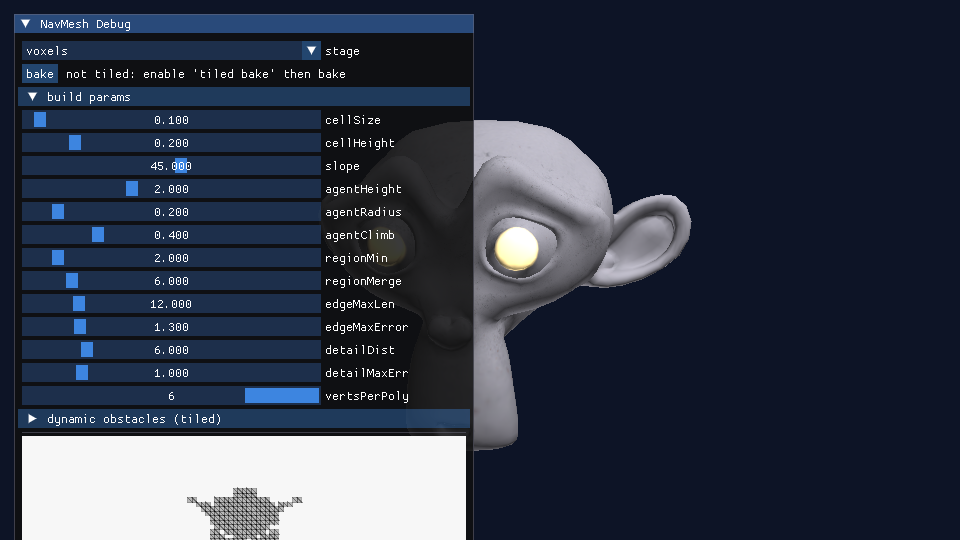 NavMesh Debug
voxels stage
bake not tiled: enable 'tiled bake' then bake
build params
0.100 cellSize
0.200 cellHeight
45.000 slope
2.000 agentHeight
0.200 agentRadius
0.400 agentClimb
2.000 regionMin
6.000 regionMerge
12.000 edgeMaxLen
1.300 edgeMaxError
6.000 detailDist
1.000 detailMaxErr
6 vertsPerPoly
dynamic obstacles (tiled)